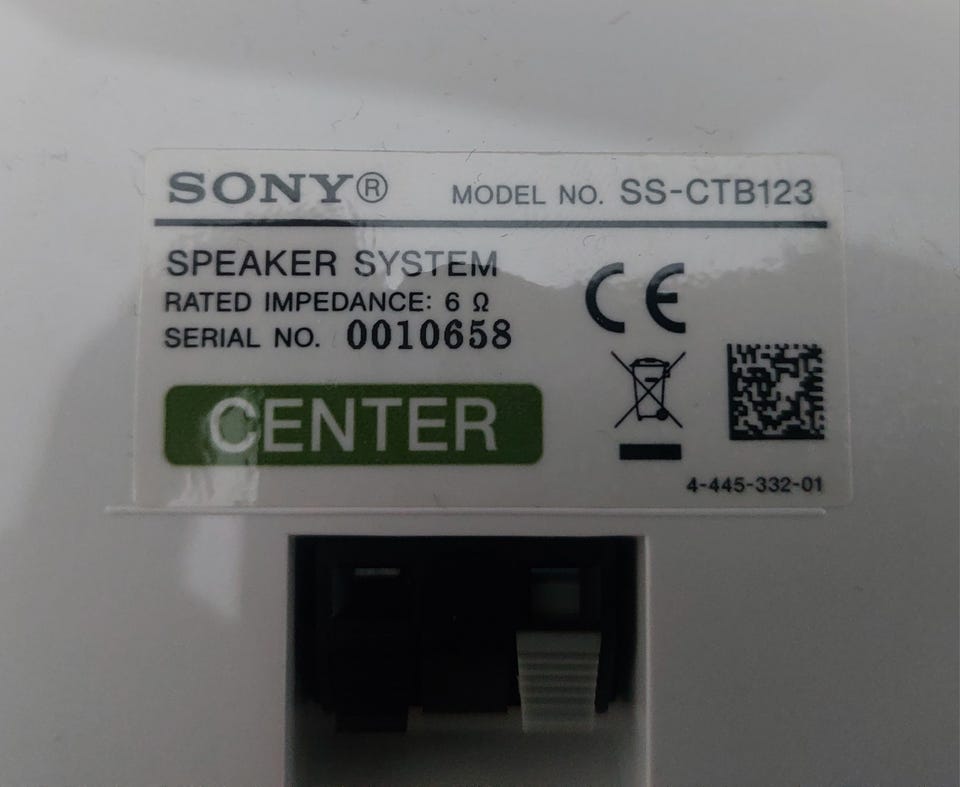 SONY®
MODEL NO. SS-CTB123
SPEAKER SYSTEM
RATED IMPEDANCE: 6 Ω
SERIAL NO. 0010658
CENTER
CE
4-445-332-01